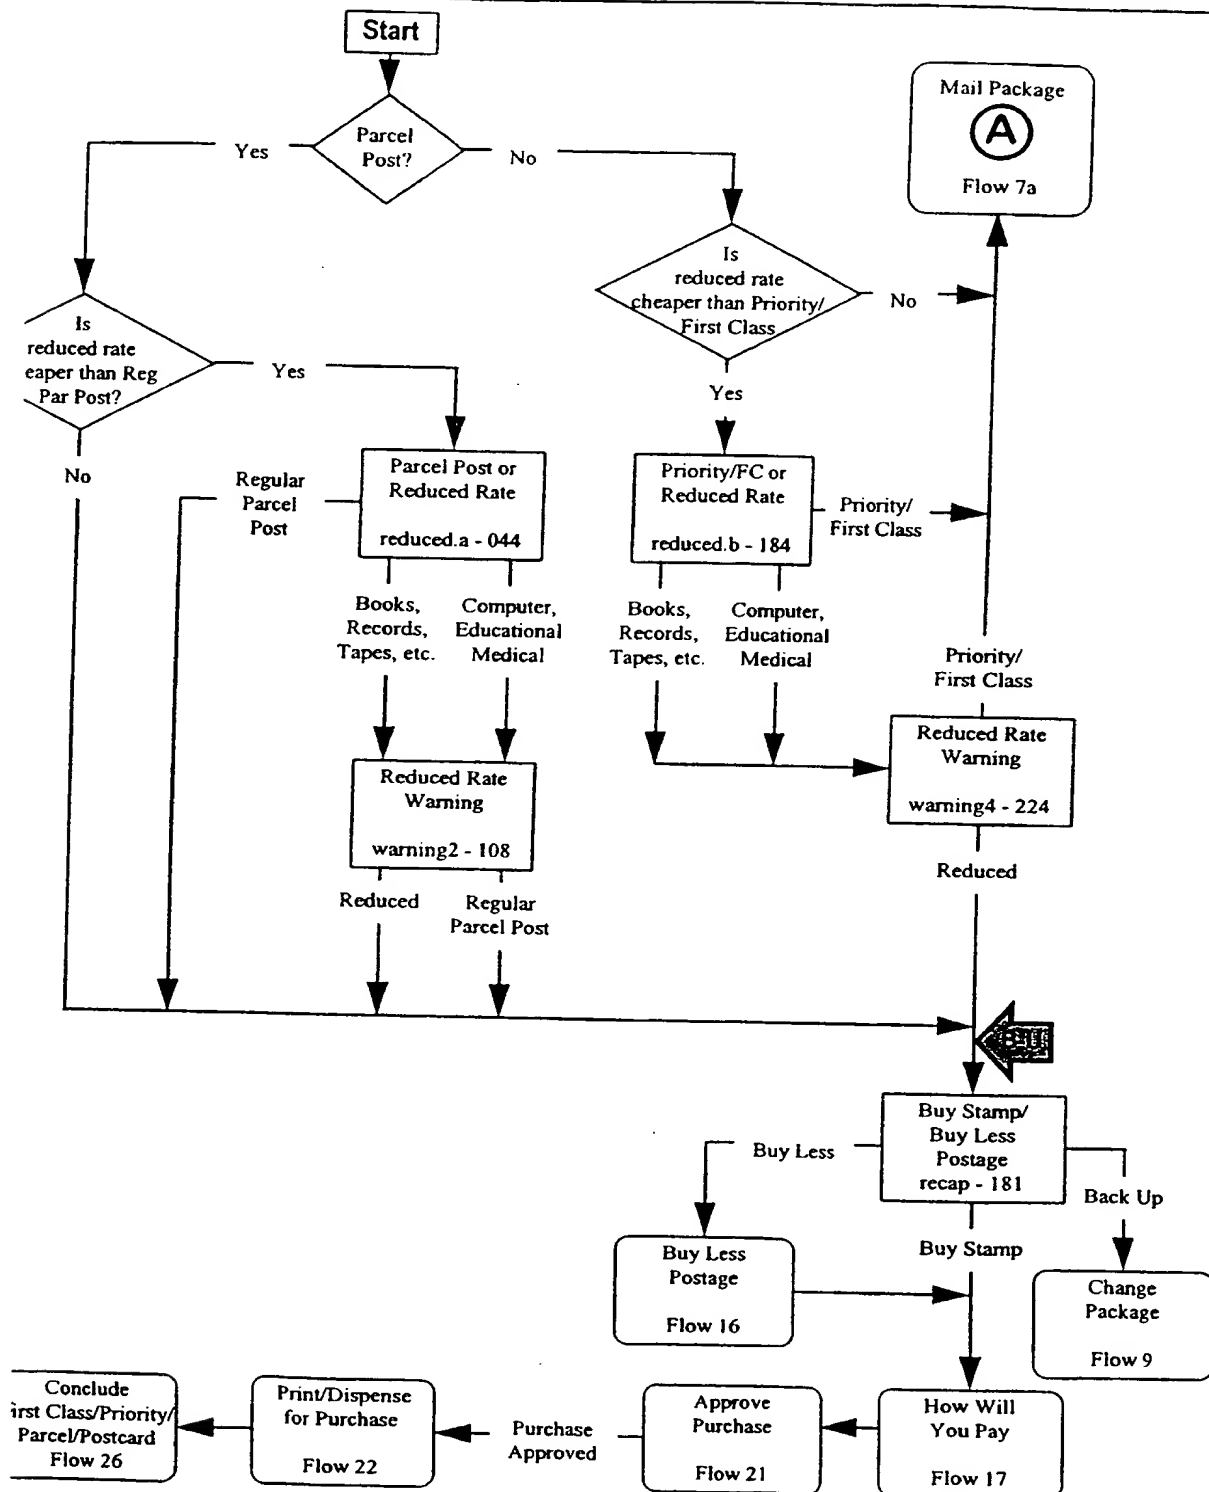 Start
Parcel
Post?
Yes
No
Mail Package
A
Flow 7a
Is
reduced rate
cheaper than Priority/
First Class
No
Yes
Is
reduced rate
eaper than Reg
Par Post?
Yes
No
Regular
Parcel
Post
Parcel Post or
Reduced Rate
reduced.a - 044
Priority/FC or
Reduced Rate
reduced.b - 184
Priority/
First Class
Books,
Records,
Tapes, etc.
Computer,
Educational
Medical
Books,
Records,
Tapes, etc.
Computer,
Educational
Medical
Priority/
First Class
Reduced Rate
Warning
warning2 - 108
Reduced Rate
Warning
warning4 - 224
Reduced
Regular
Parcel Post
Reduced
Buy Stamp/
Buy Less
Postage
recap - 181
Buy Less
Back Up
Buy Stamp
Buy Less
Postage
Flow 16
Change
Package
Flow 9
Conclude
irst Class/Priority/
Parcel/Postcard
Flow 26
Print/Dispense
for Purchase
Flow 22
Purchase
Approved
Approve
Purchase
Flow 21
How Will
You Pay
Flow 17